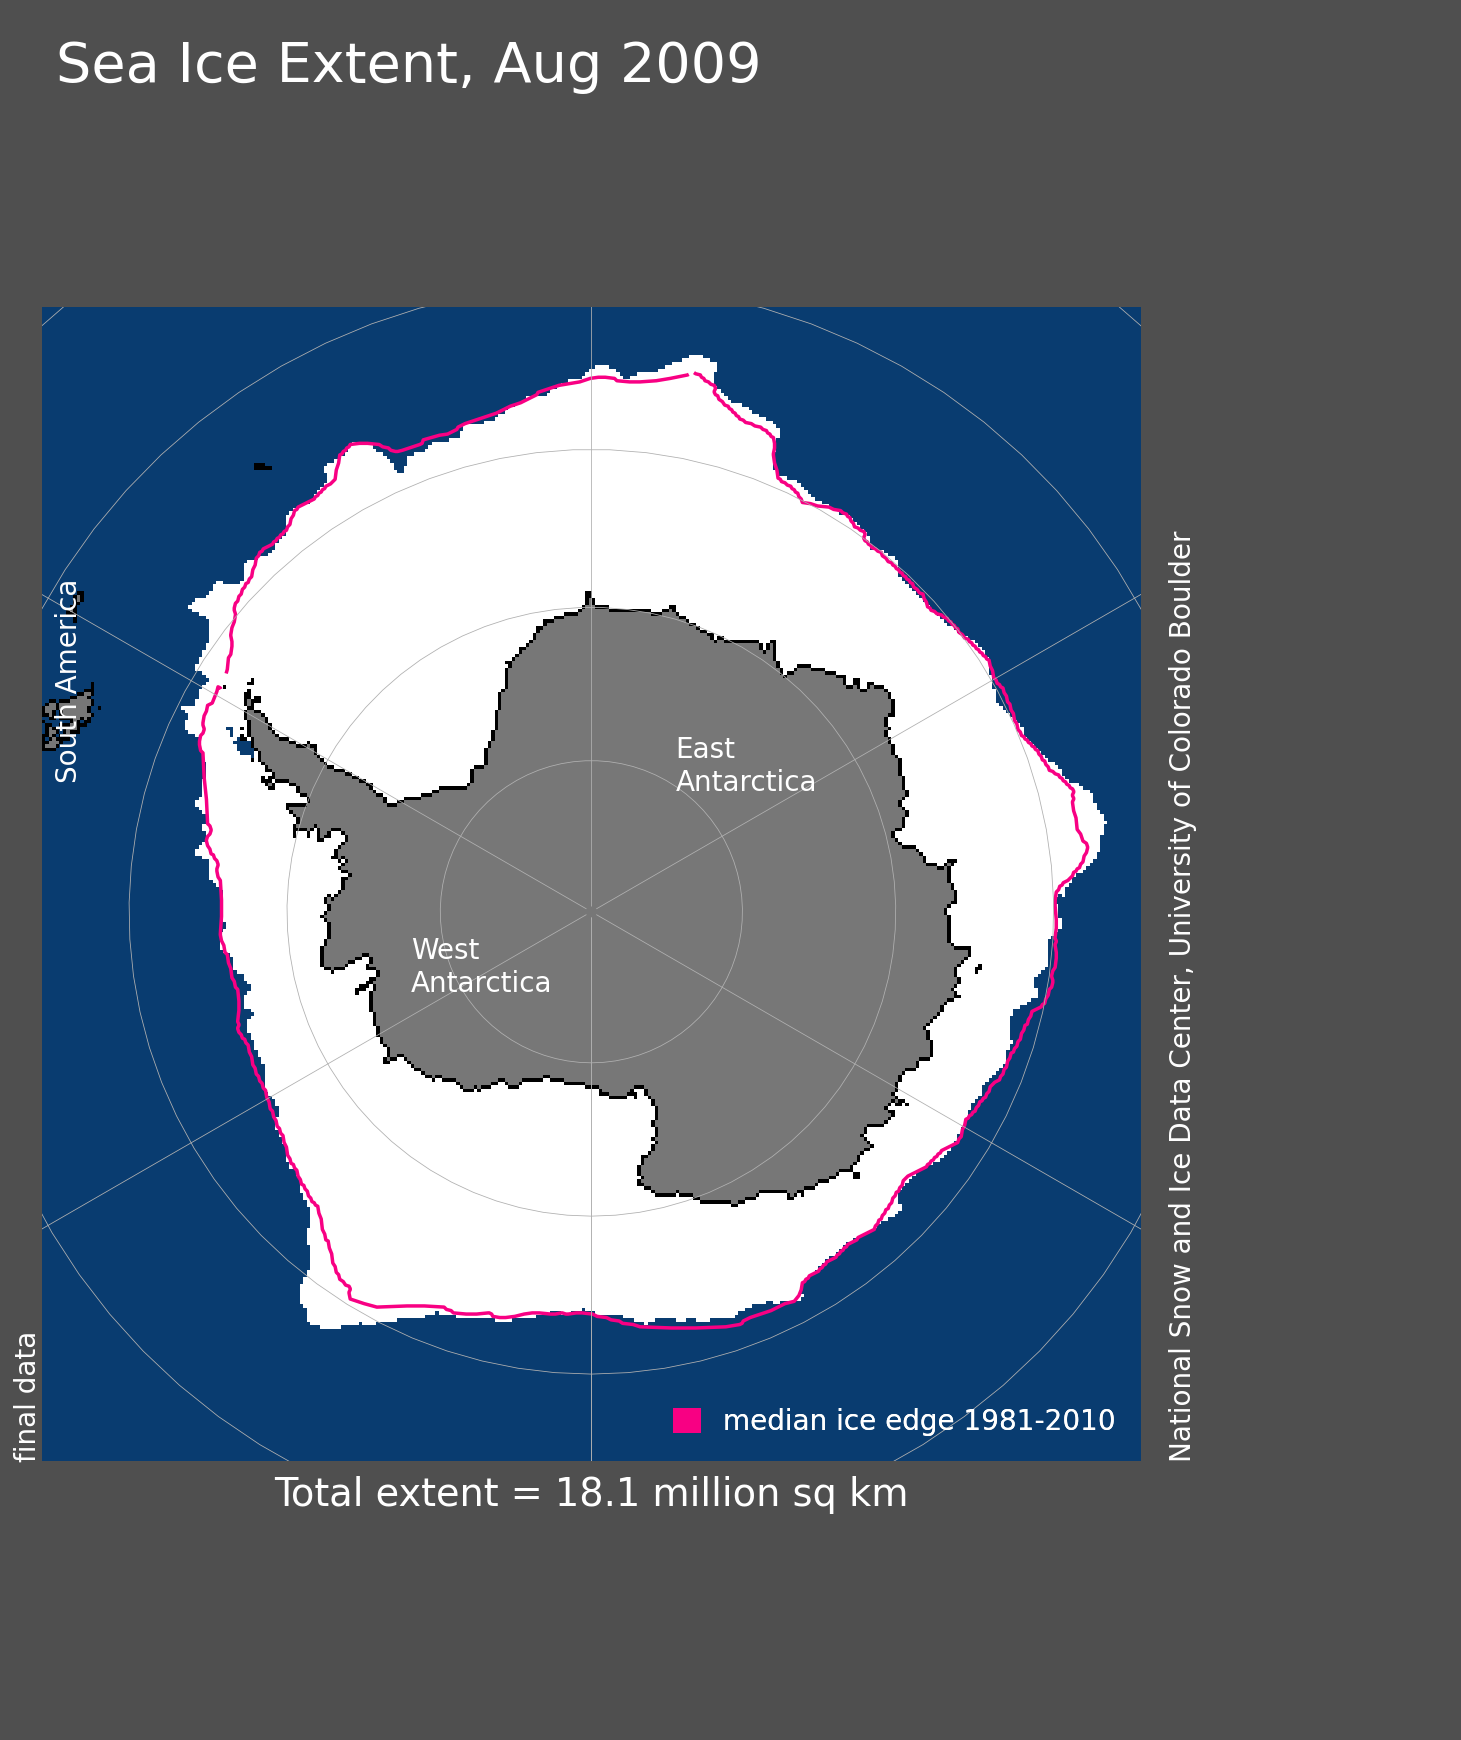 Sea Ice Extent, Aug 2009
South America
East
Antarctica
West
Antarctica
National Snow and Ice Data Center, University of Colorado Boulder
final data
median ice edge 1981-2010
Total extent = 18.1 million sq km